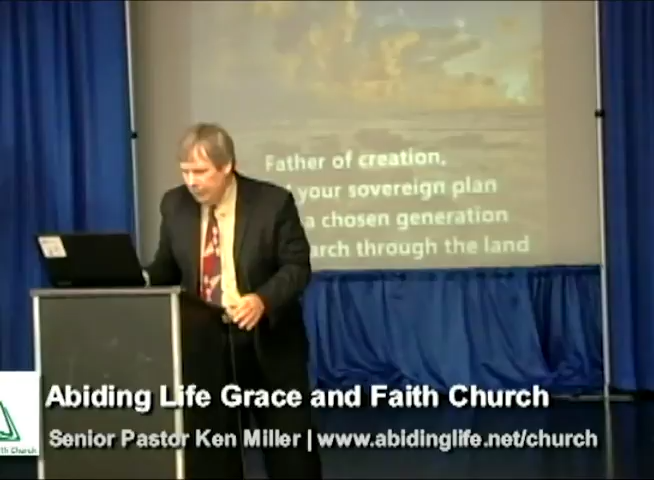 Father of creation,
your sovereign plan
a chosen generation
through the land
Abiding Life Grace and Faith Church
Senior Pastor Ken Miller | www.abidinglife.net/church
Church